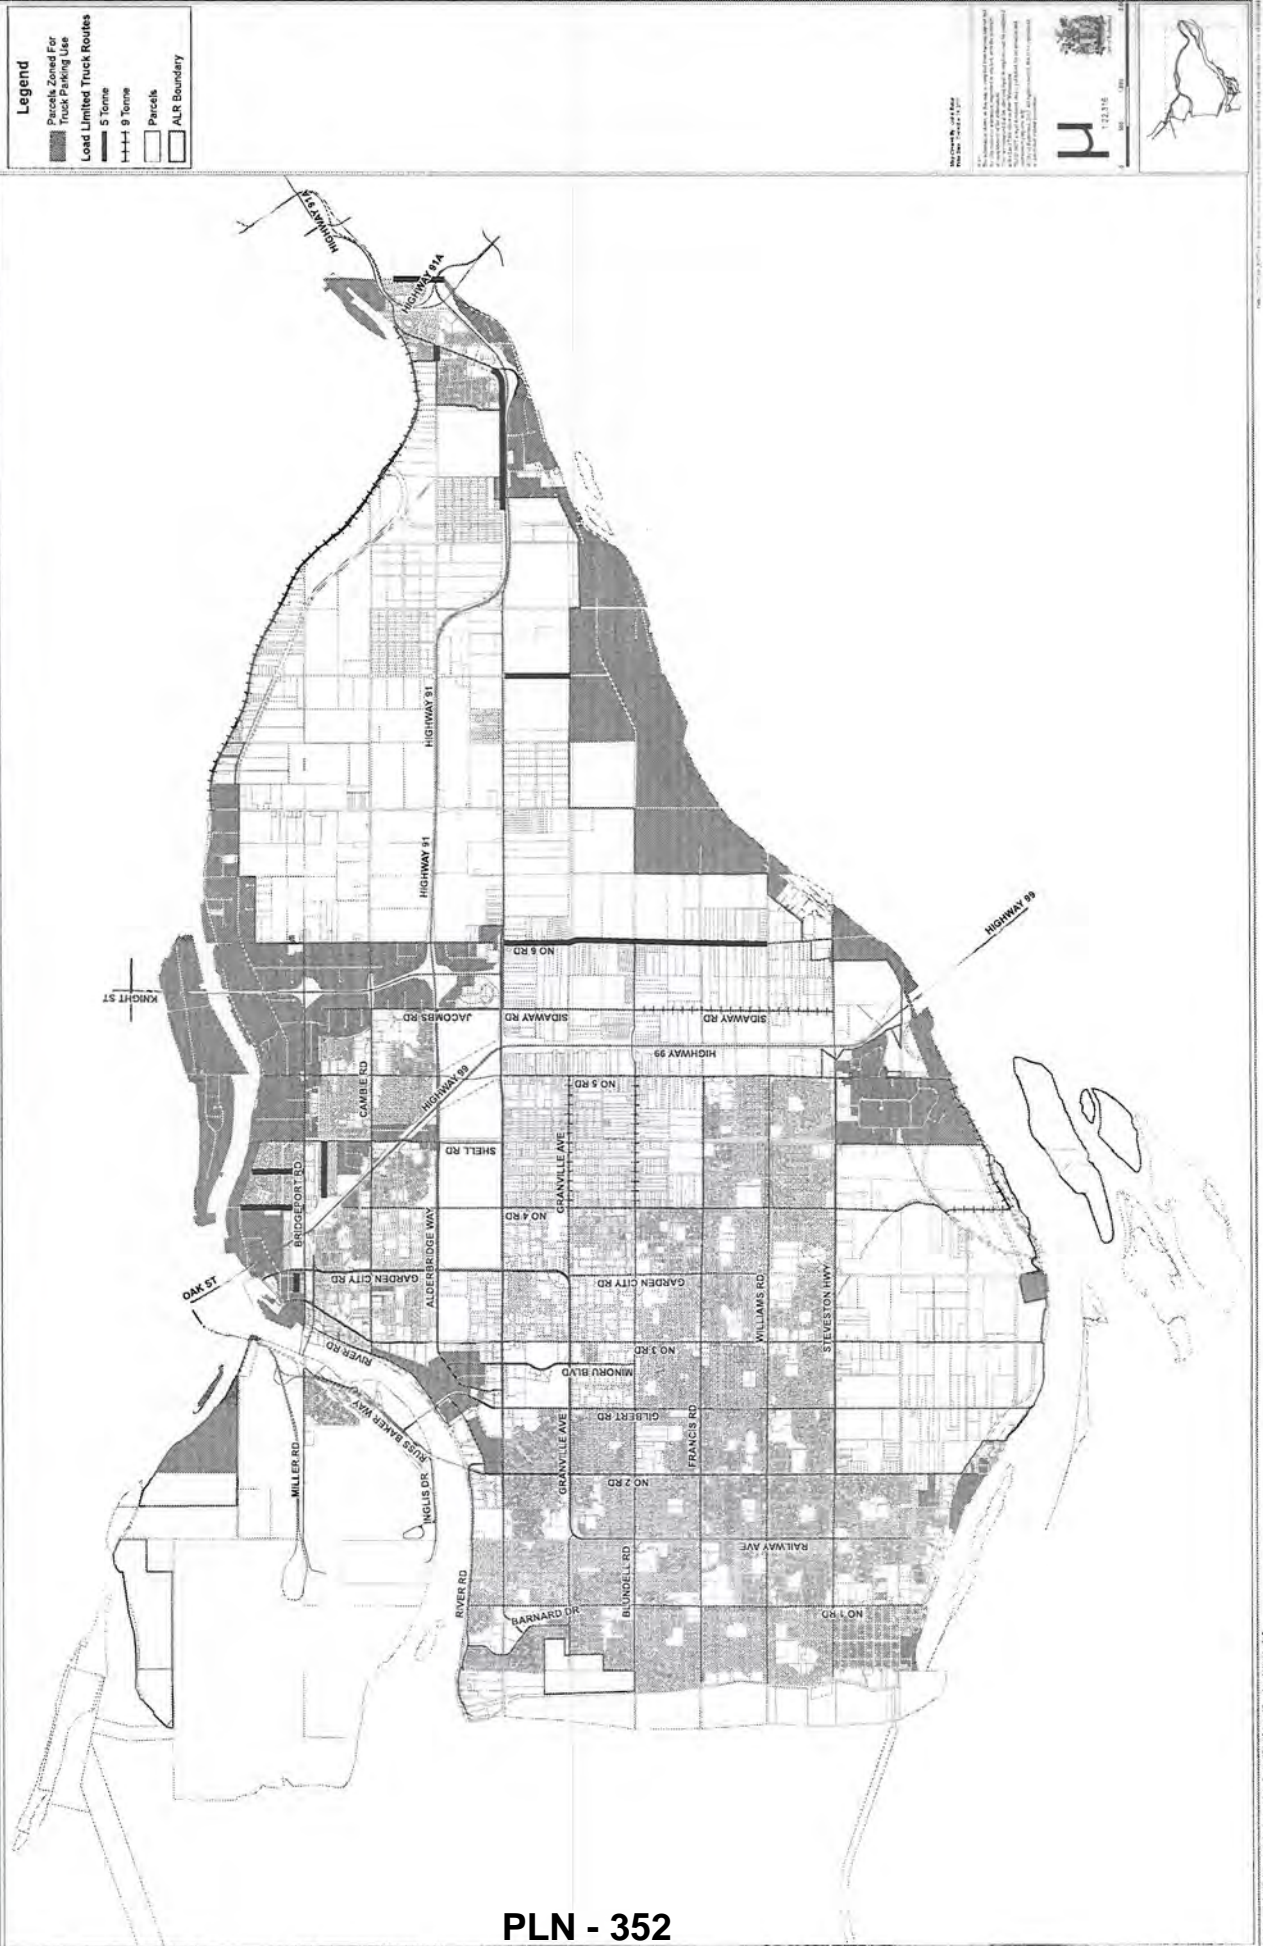 Legend
Parcels Zoned For
Truck Parking Use
Load Limited Truck Routes
5 Tonne
9 Tonne
Parcels
ALR Boundary
1:22,316
HIGHWAY 91A
HIGHWAY 91A
HIGHWAY 91
HIGHWAY 91
KNIGHT ST
NO 6 RD
JACOMBS RD
SIDAWAY RD
SIDAWAY RD
HIGHWAY 99
HIGHWAY 99
HIGHWAY 99
CAMBIE RD
NO 5 RD
SHELL RD
BRIDGEPORT RD
GRANVILLE AVE
NO 4 RD
ALDERBRIDGE WAY
GARDEN CITY RD
GARDEN CITY RD
OAK ST
WILLIAMS RD
STEVESTON HWY
RIVER RD
NO 3 RD
MINORU BLVD
GILBERT RD
RUSS BAKER WAY
GRANVILLE AVE
FRANCIS RD
MILLER RD
INGLIS DR
NO 2 RD
RAILWAY AVE
RIVER RD
BLUNDELL RD
BARNARD DR
NO 1 RD
PLN - 352